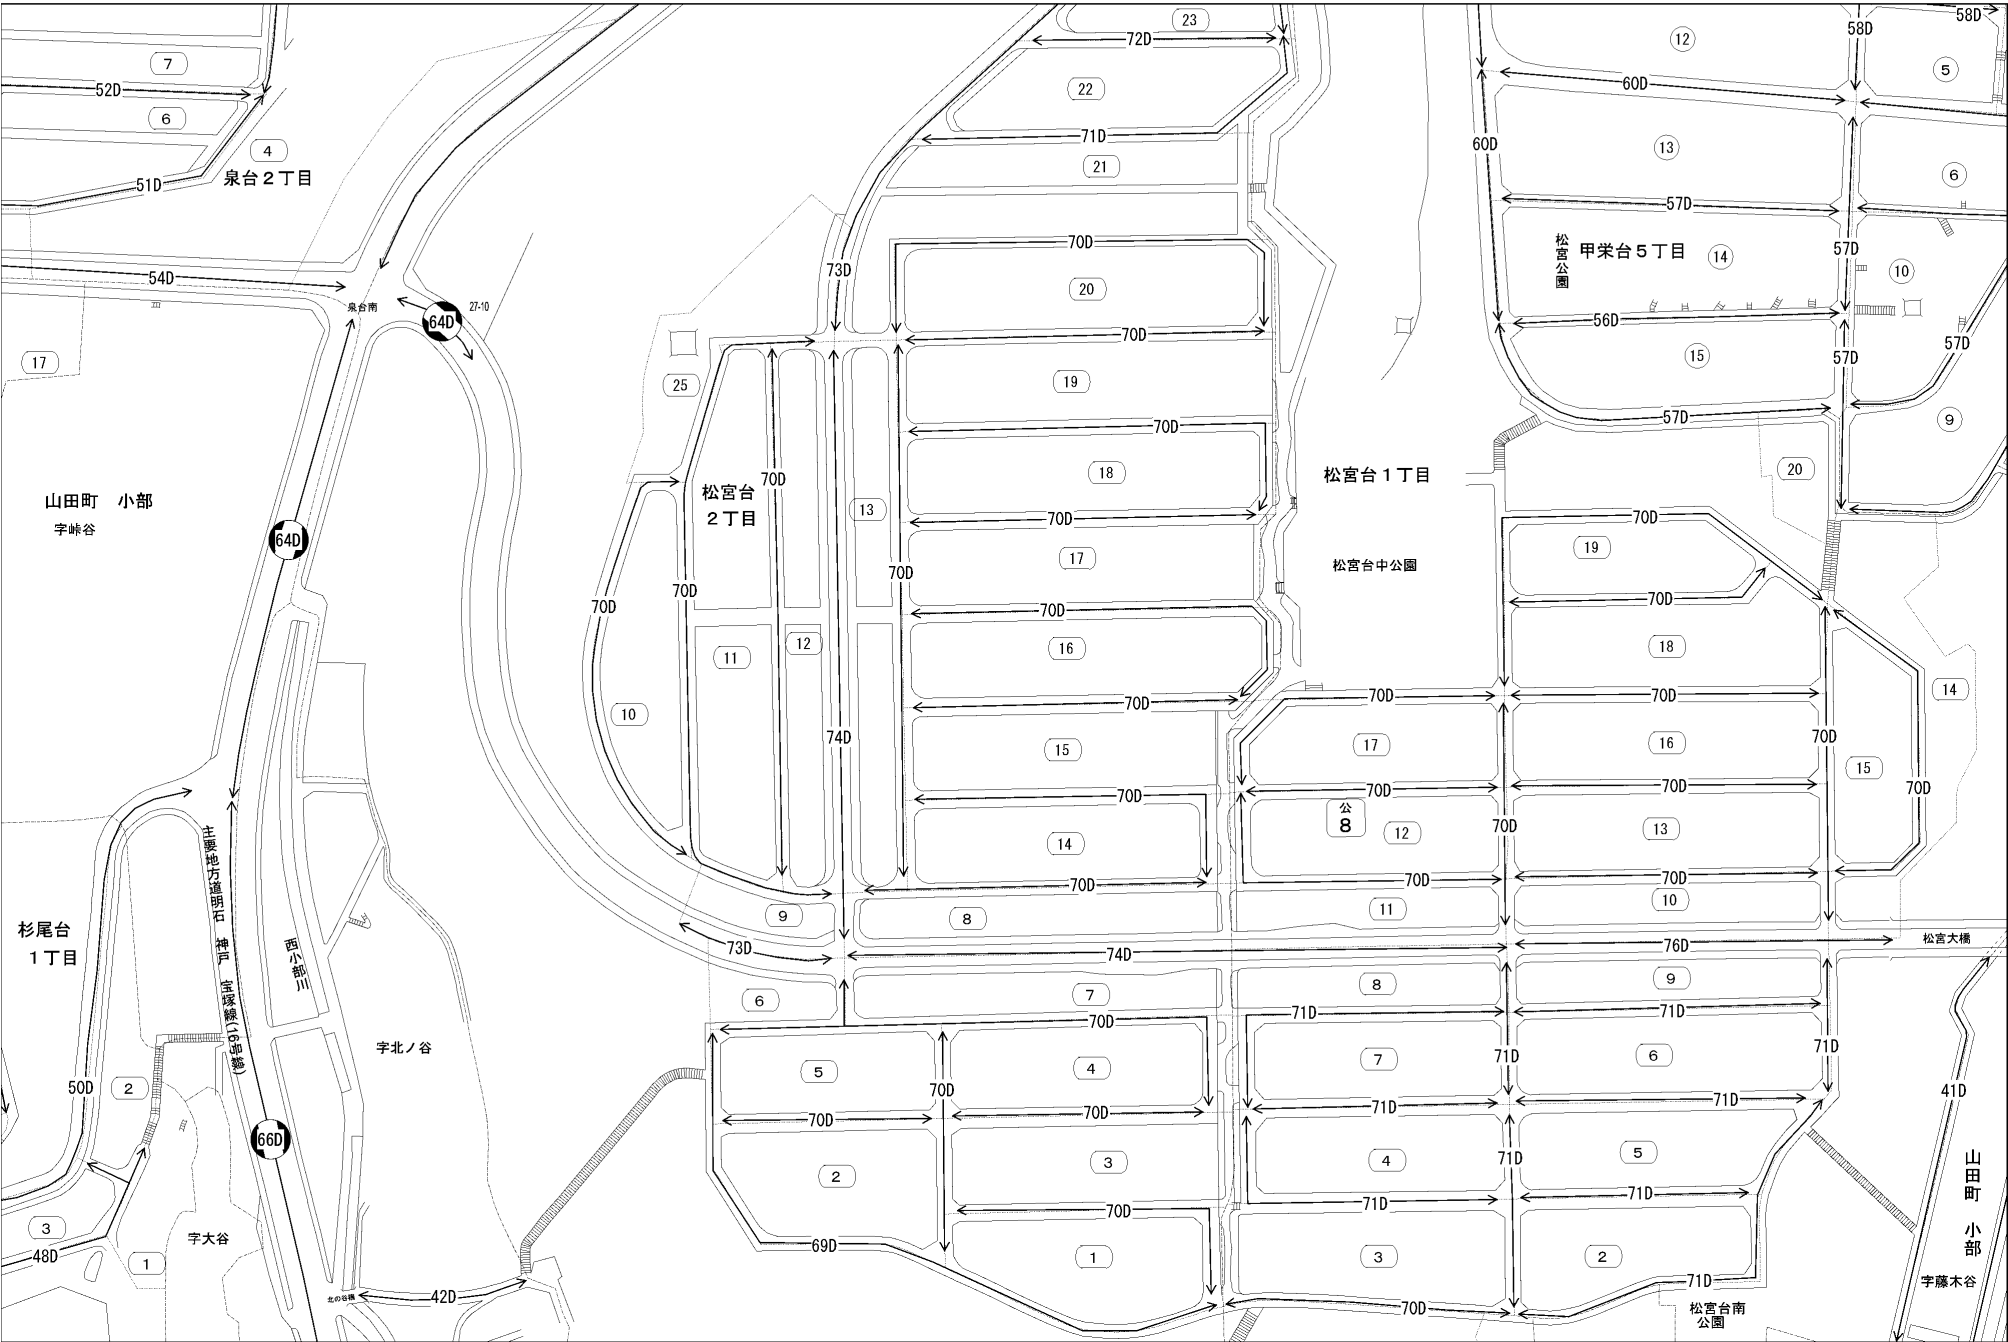 23
72D
58D
58D
12
7
5
52D
60D
22
6
71D
60D
13
4
泉台２丁目
21
51D
6
57D
70D
松宮公園
甲栄台５丁目
57D
14
10
73D
54D
20
泉台南
64D
27-10
56D
70D
57D
15
17
25
19
57D
9
70D
松宮台
２丁目
70D
18
松宮台１丁目
20
山田町　小部
字峠谷
13
70D
70D
64D
17
19
松宮台中公園
70D
70D
70D
70D
70D
70D
12
11
16
18
10
70D
70D
70D
14
74D
15
17
16
70D
15
70D
70D
70D
70D
公
8
12
70D
13
主要地方道明石　神戸　宝塚線(16号線)
14
70D
70D
70D
9
8
11
10
杉尾台
１丁目
西小部川
73D
74D
76D
松宮大橋
6
7
8
9
70D
71D
71D
字北ノ谷
7
6
71D
71D
5
4
50D
2
70D
41D
70D
70D
71D
71D
66D
2
3
4
71D
5
山田町　小部
3
字大谷
70D
71D
71D
48D
1
69D
1
3
2
字藤木谷
北の谷橋
42D
70D
71D
松宮台南
公園